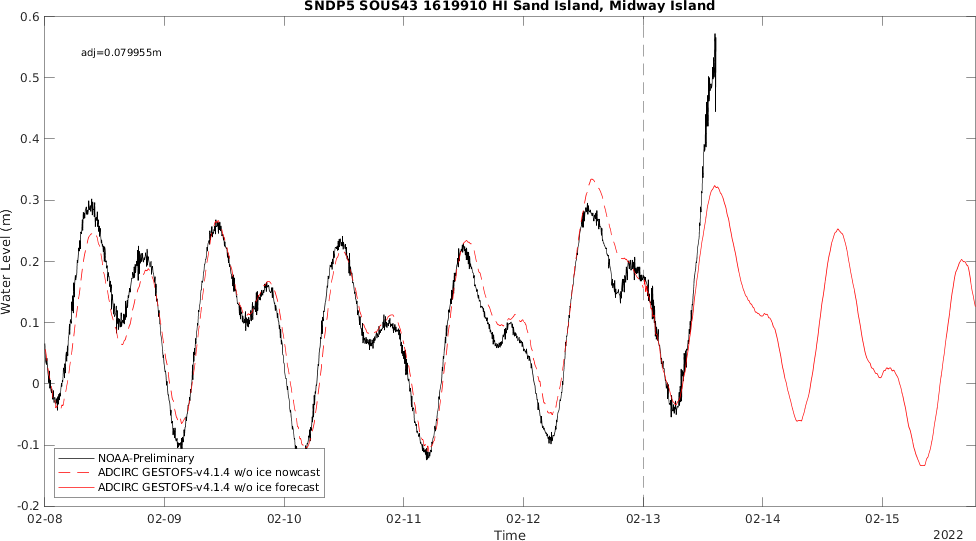 SNDP5 SOUS43 1619910 HI Sand Island, Midway Island
adj=0.079955m
0.6
0.5
0.4
0.3
0.2
0.1
0
-0.1
-0.2
Water Level (m)
NOAA-Preliminary
ADCIRC GESTOFS-v4.1.4 w/o ice nowcast
ADCIRC GESTOFS-v4.1.4 w/o ice forecast
02-08 02-09 02-10 02-11 02-12 02-13 02-14 02-15
Time
2022